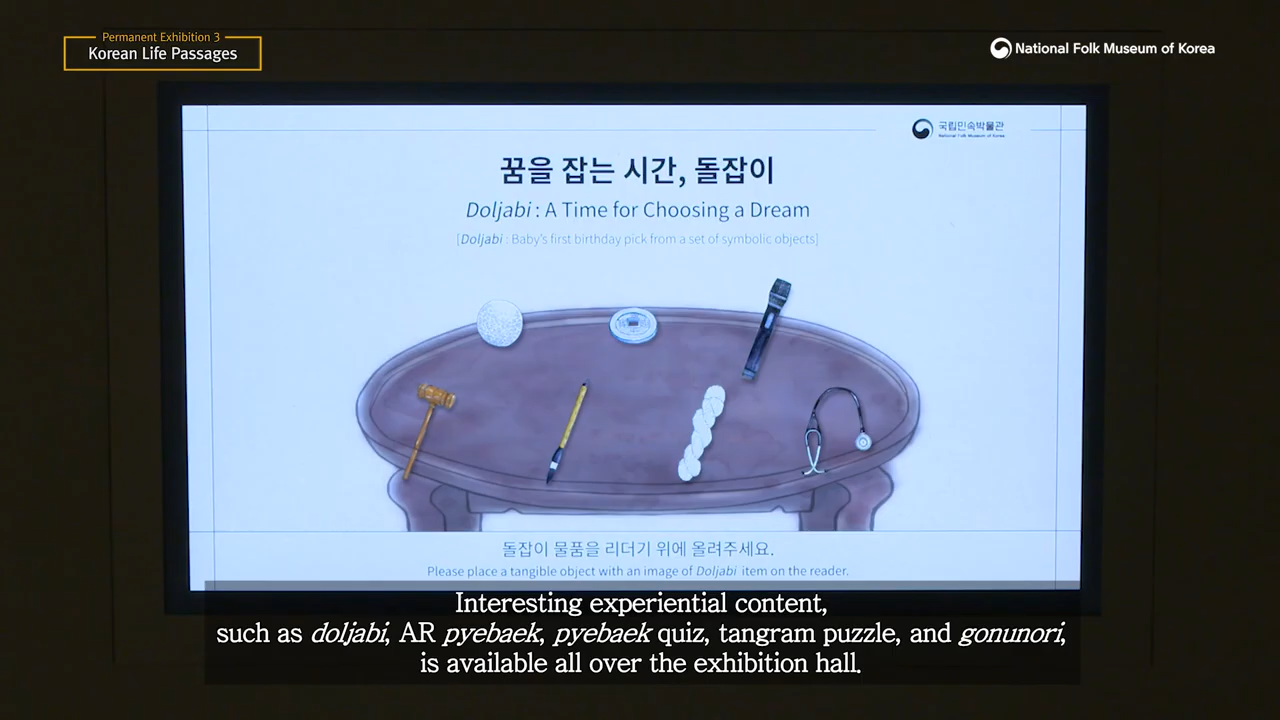 Permanent Exhibition 3
Korean Life Passages
National Folk Museum of Korea
국립민속박물관
National Folk Museum of Korea
꿈을 잡는 시간, 돌잡이
Doljabi : A Time for Choosing a Dream
[Doljabi : Baby's first birthday pick from a set of symbolic objects]
돌잡이 물품을 리더기 위에 올려주세요.
Please place a tangible object with an image of Doljabi item on the reader.
Interesting experiential content,
such as doljabi, AR pyebaek, pyebaek quiz, tangram puzzle, and gonunori,
is available all over the exhibition hall.